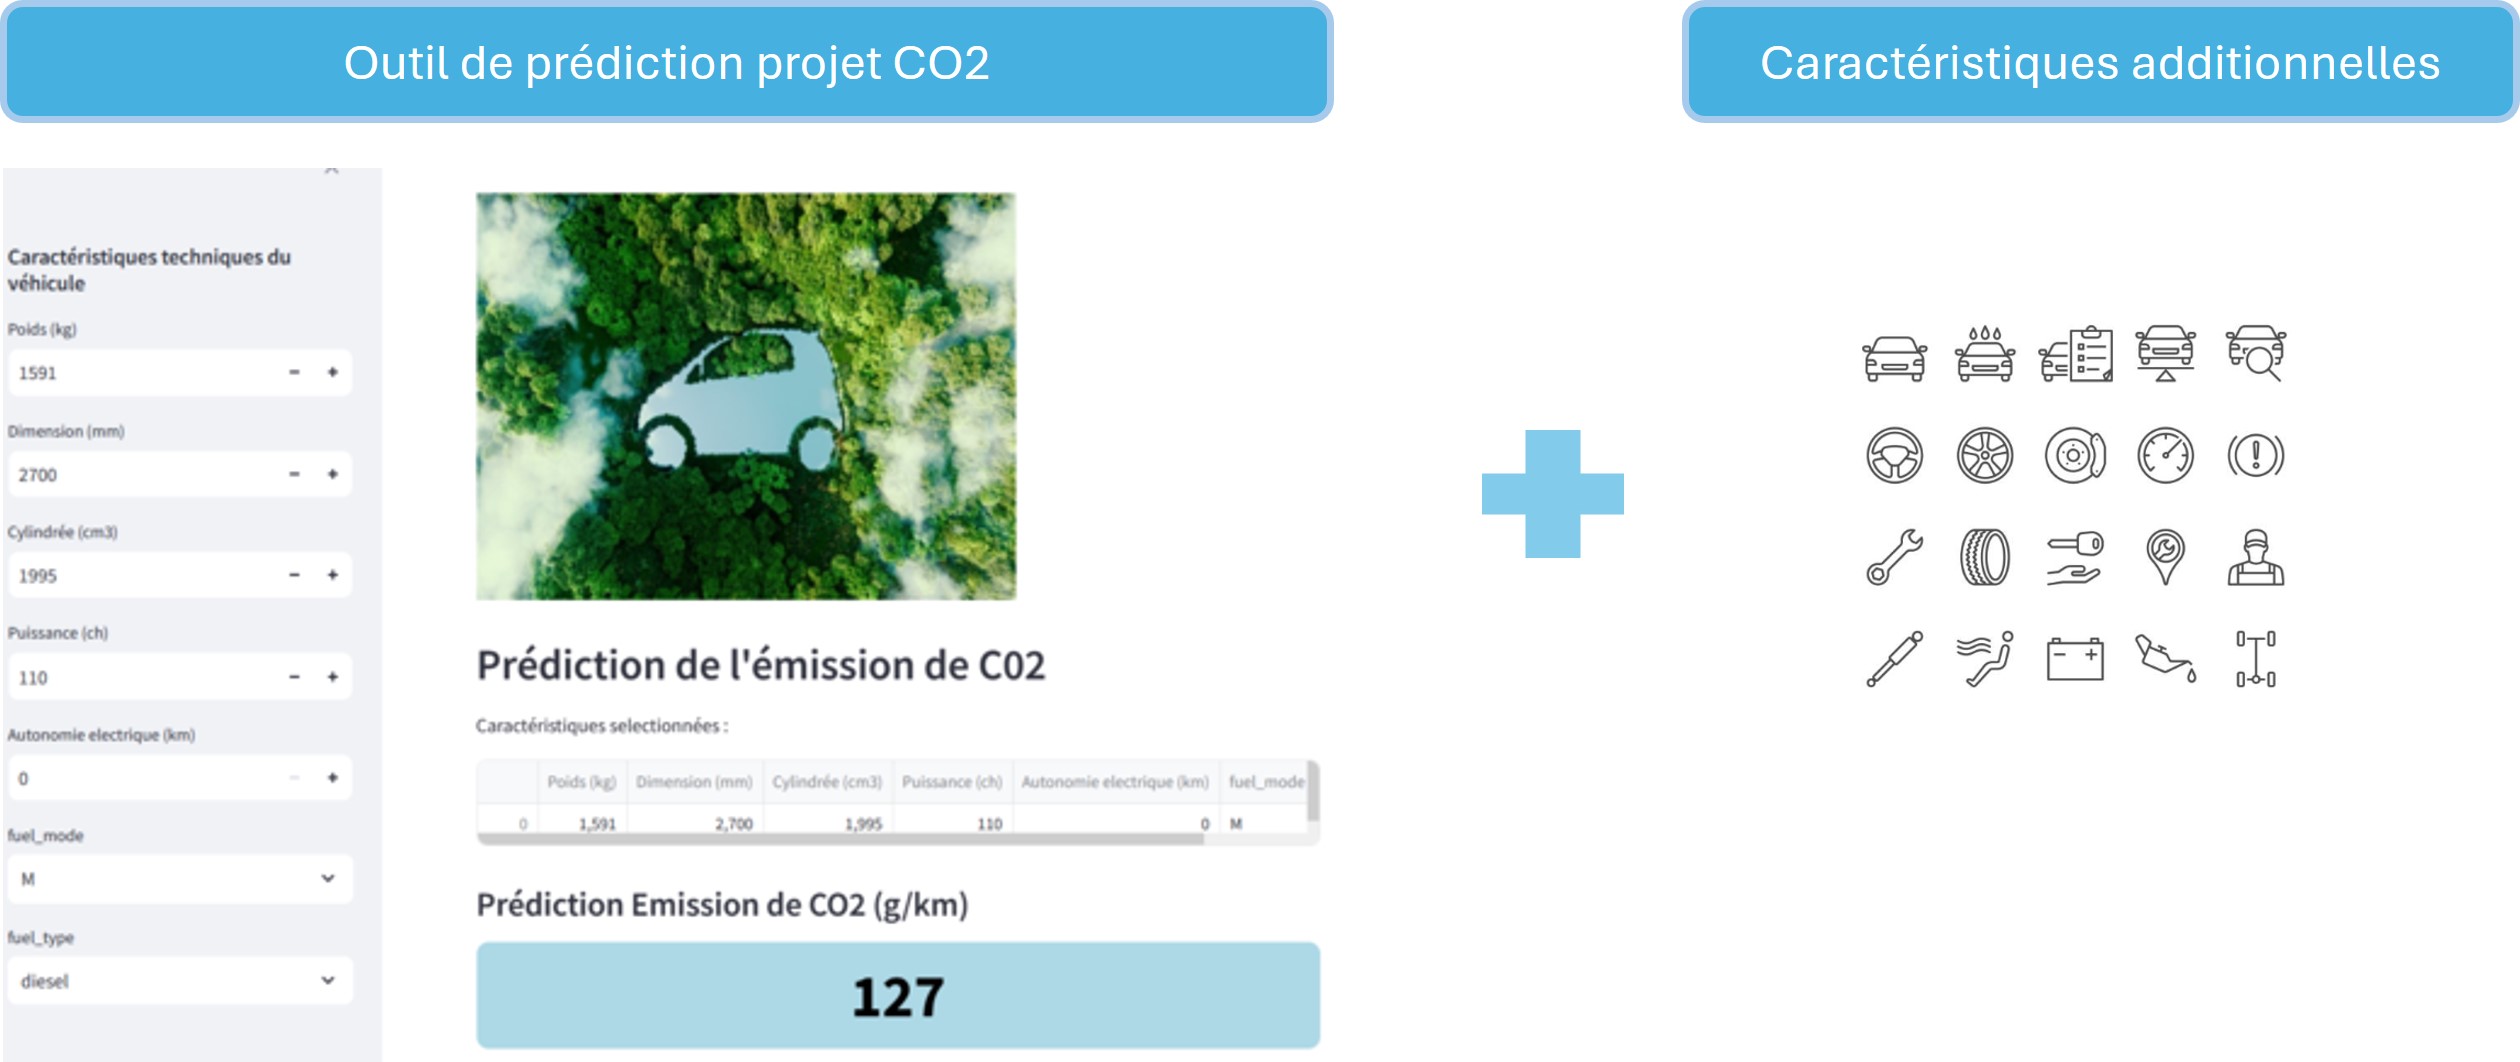 Outil de prédiction projet CO2
Caractéristiques additionnelles
Caractéristiques techniques du
véhicule
Poids (kg)
1591
Dimension (mm)
2700
Cylindrée (cm3)
1995
Puissance (ch)
110
Autonomie electrique (km)
0
fuel_mode
M
fuel_type
diesel
Prédiction de l'émission de C02
Caractéristiques selectionnées :
Poids (kg) Dimension (mm) Cylindrée (cm3) Puissance (ch) Autonomie electrique (km) fuel_mode
0 1,591 2,700 1,995 110 0 M
Prédiction Emission de CO2 (g/km)
127